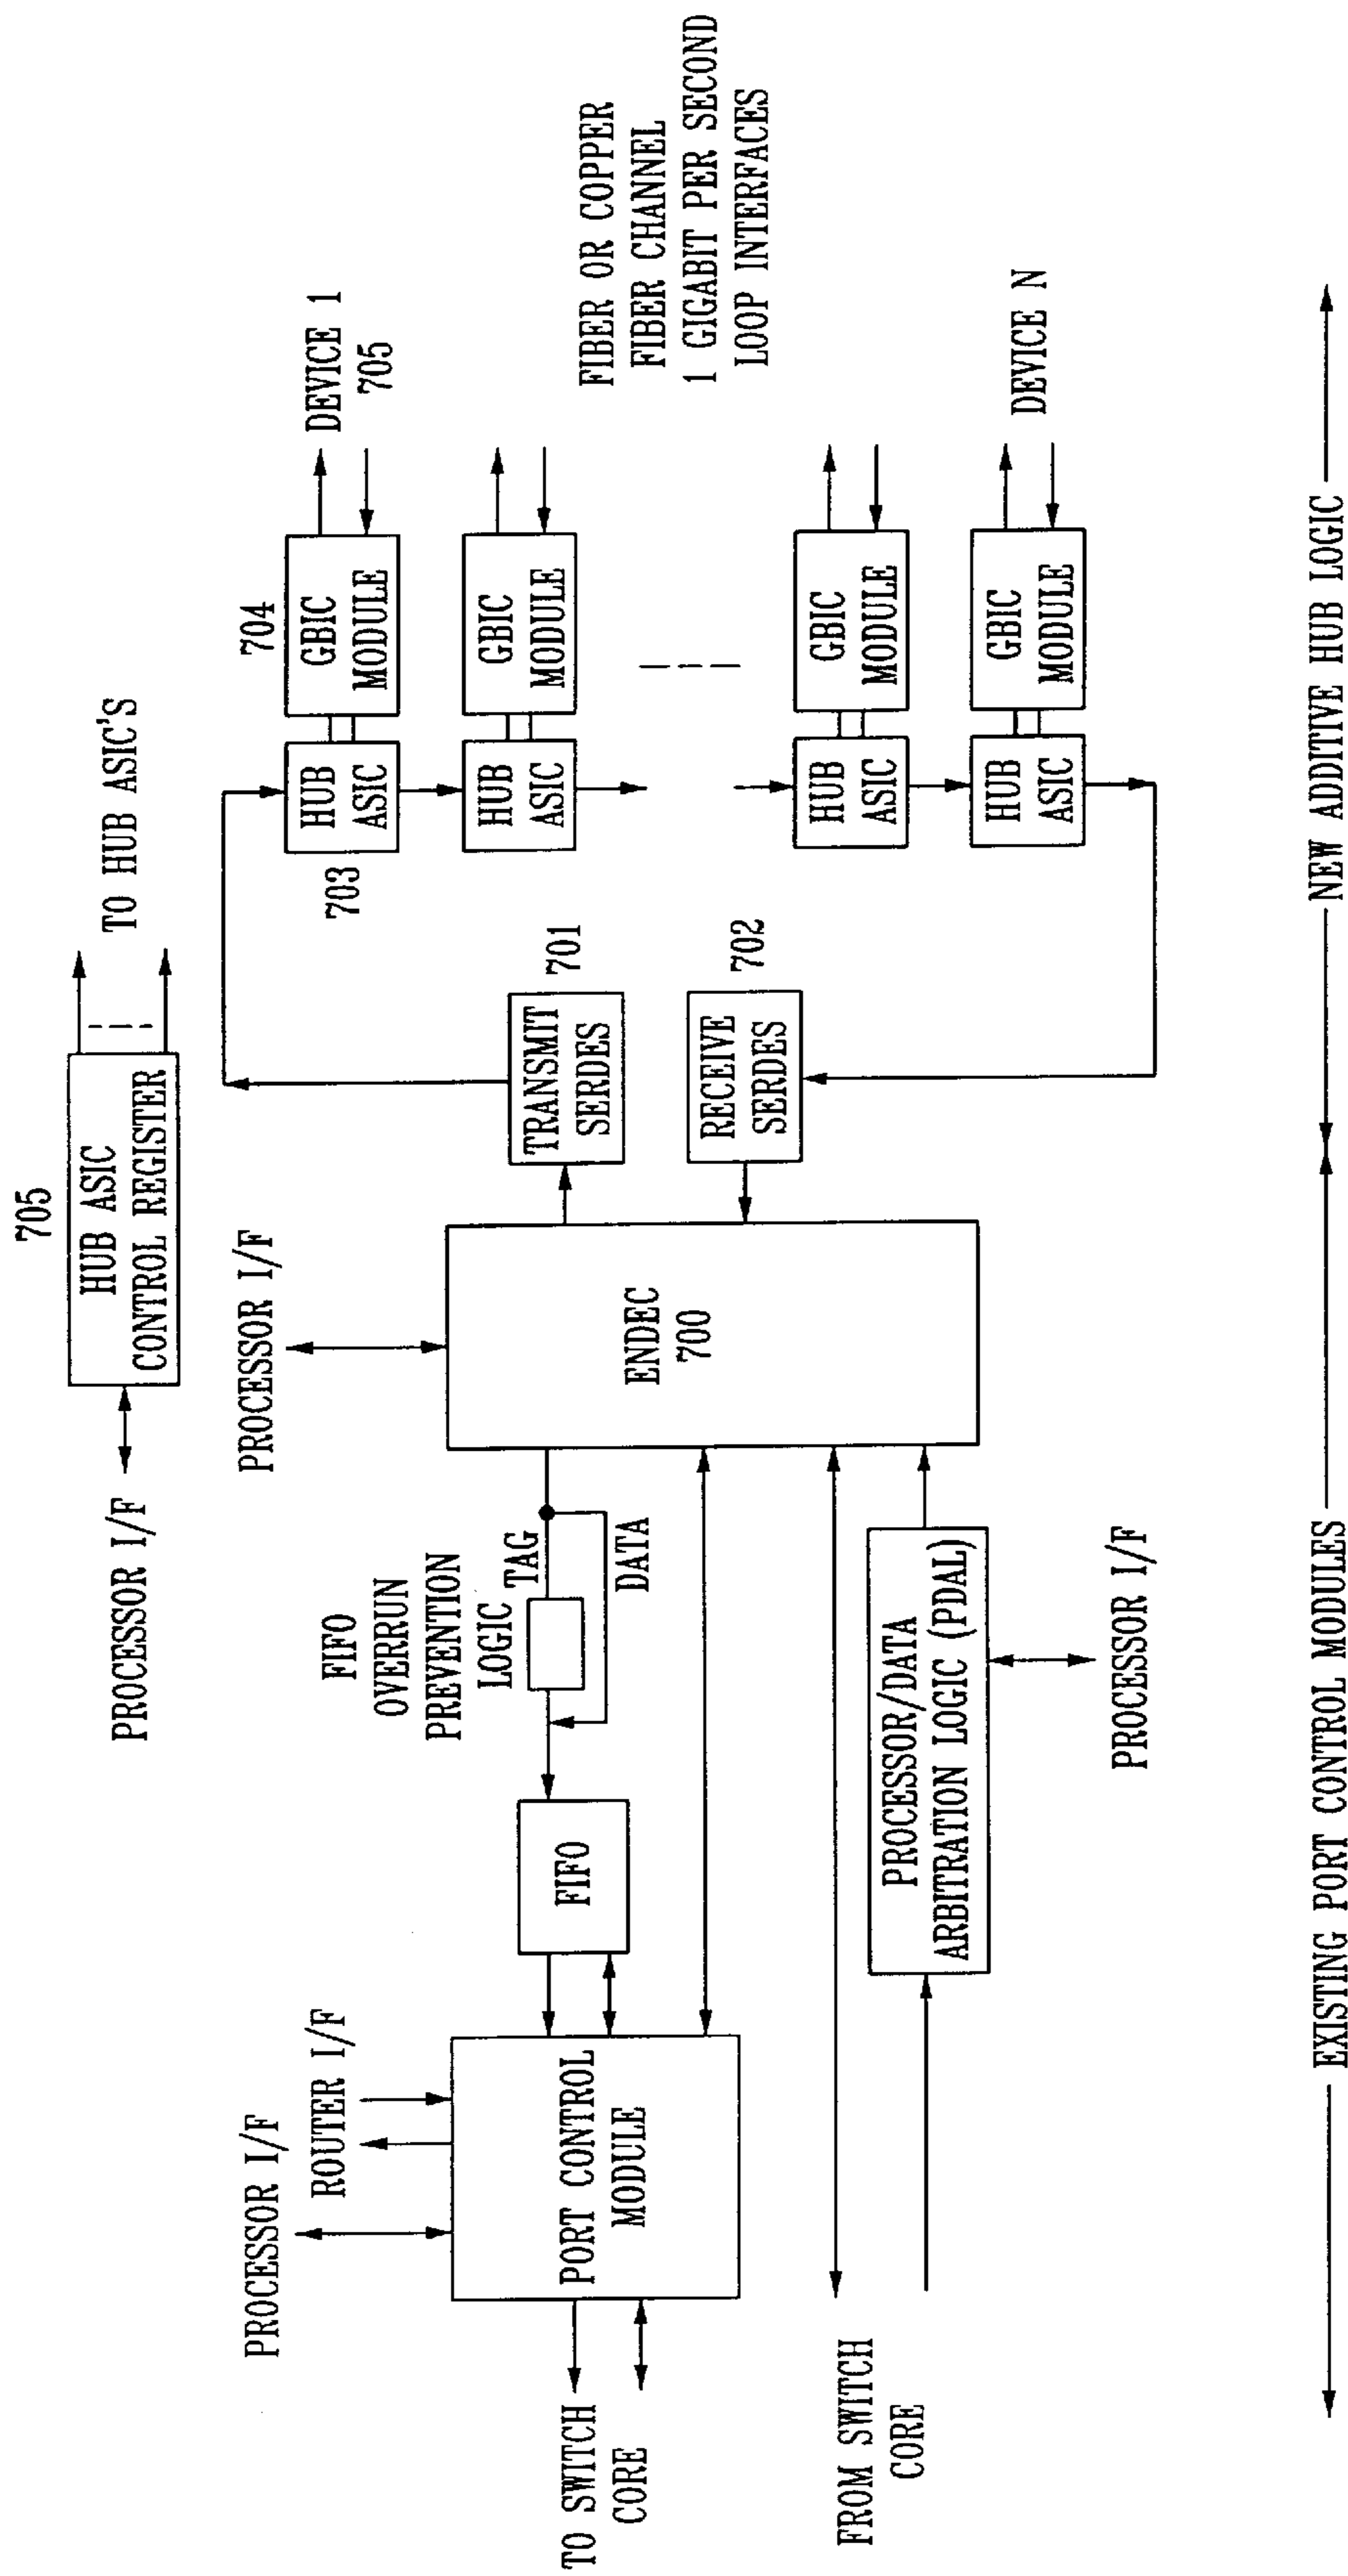 705
HUB ASIC
CONTROL REGISTER
PROCESSOR I/F
TO HUB ASIC'S
PROCESSOR I/F
ROUTER I/F
PORT CONTROL
MODULE
TO SWITCH
CORE
FROM SWITCH
CORE
FIFO
FIFO
OVERRUN
PREVENTION
LOGIC
TAG
DATA
PROCESSOR/DATA
ARBITRATION LOGIC (PDAL)
PROCESSOR I/F
PROCESSOR I/F
ENDEC
700
TRANSMIT
SERDES
701
RECEIVE
SERDES
702
703
HUB
ASIC
704
GBIC
MODULE
DEVICE 1
705
HUB
ASIC
GBIC
MODULE
HUB
ASIC
GBIC
MODULE
HUB
ASIC
GBIC
MODULE
DEVICE N
FIBER OR COPPER
FIBER CHANNEL
1 GIGABIT PER SECOND
LOOP INTERFACES
EXISTING PORT CONTROL MODULES
NEW ADDITIVE HUB LOGIC